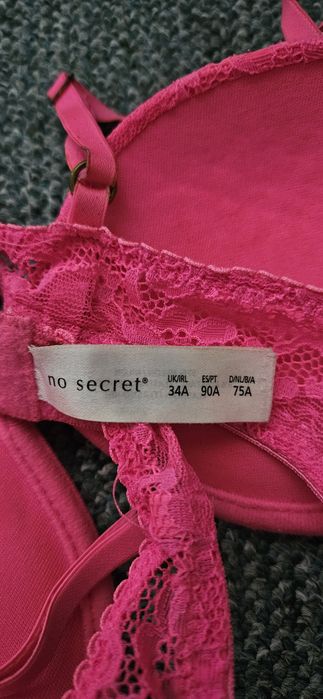 no secret® UK/IRL ES/PT D/NL/B/A
34A 90A 75A